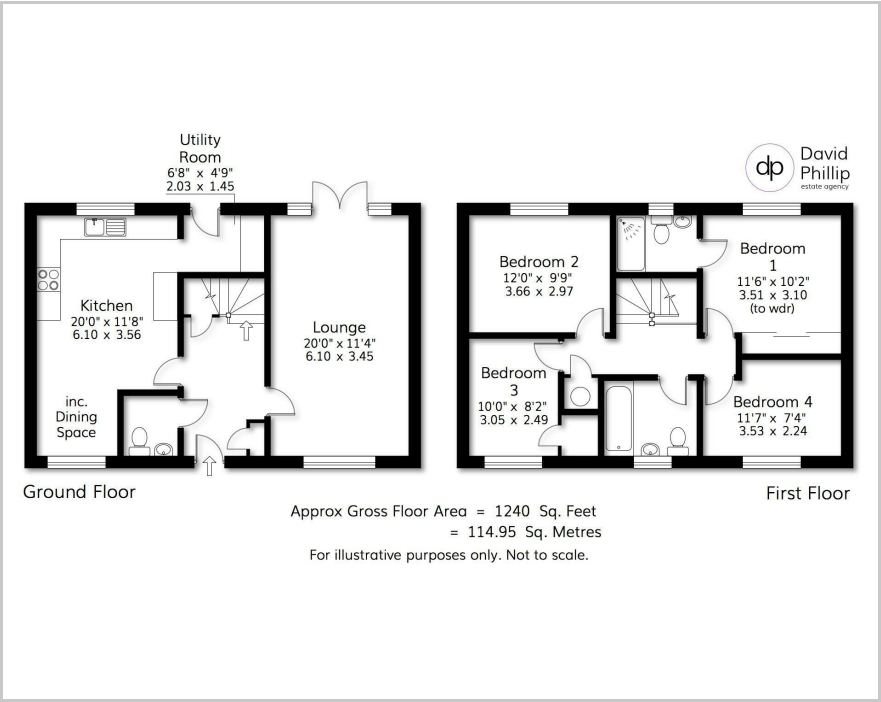 Utility
Room
6'8" x 4'9"
2.03 x 1.45
dp
David
Phillip
estate agency
Kitchen
20'0" x 11'8"
6.10 x 3.56
inc.
Dining
Space
Lounge
20'0" x 11'4"
6.10 x 3.45
Bedroom 2
12'0" x 9'9"
3.66 x 2.97
Bedroom
1
11'6" x 10'2"
3.51 x 3.10
(to wdr)
Bedroom
3
10'0" x 8'2"
3.05 x 2.49
Bedroom 4
11'7" x 7'4"
3.53 x 2.24
Ground Floor
First Floor
Approx Gross Floor Area = 1240 Sq. Feet
= 114.95 Sq. Metres
For illustrative purposes only. Not to scale.